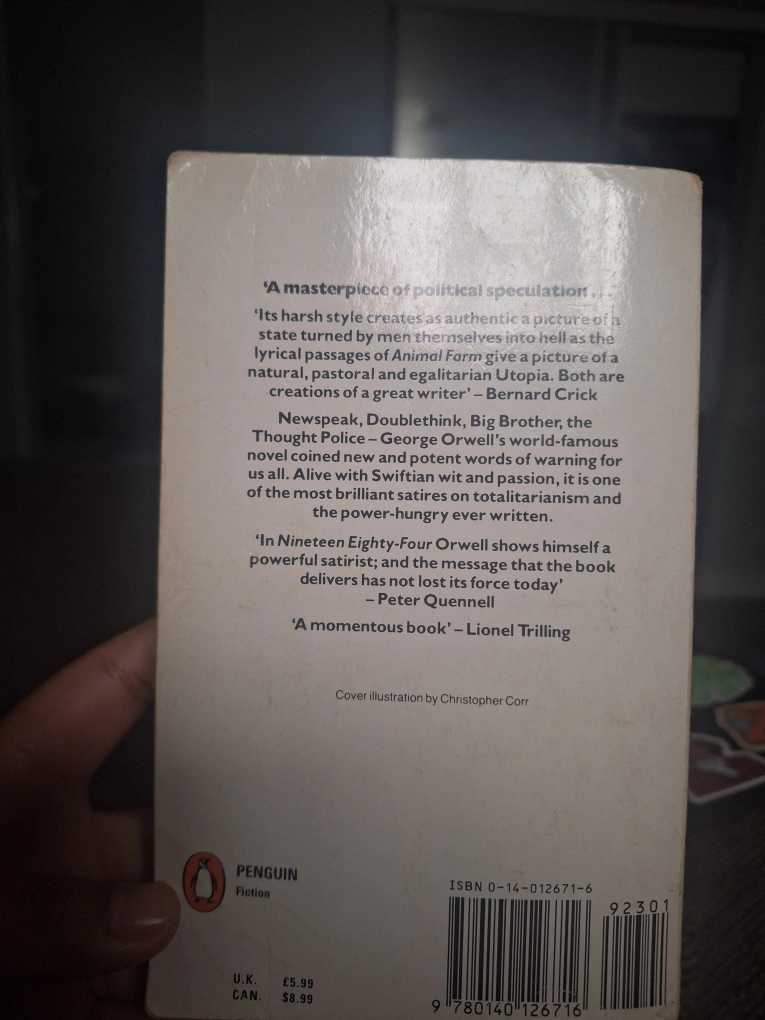 'A masterpiece of political speculation . . .
'Its harsh style creates as authentic a picture of a
state turned by men themselves into hell as the
lyrical passages of Animal Farm give a picture of a
natural, pastoral and egalitarian Utopia. Both are
creations of a great writer' – Bernard Crick
Newspeak, Doublethink, Big Brother, the
Thought Police – George Orwell's world-famous
novel coined new and potent words of warning for
us all. Alive with Swiftian wit and passion, it is one
of the most brilliant satires on totalitarianism and
the power-hungry ever written.
'In Nineteen Eighty-Four Orwell shows himself a
powerful satirist; and the message that the book
delivers has not lost its force today'
– Peter Quennell
'A momentous book' – Lionel Trilling
Cover illustration by Christopher Corr
PENGUIN
Fiction
U.K. £5.99
CAN. $8.99
ISBN 0-14-012671-6
92301
9 780140 126716